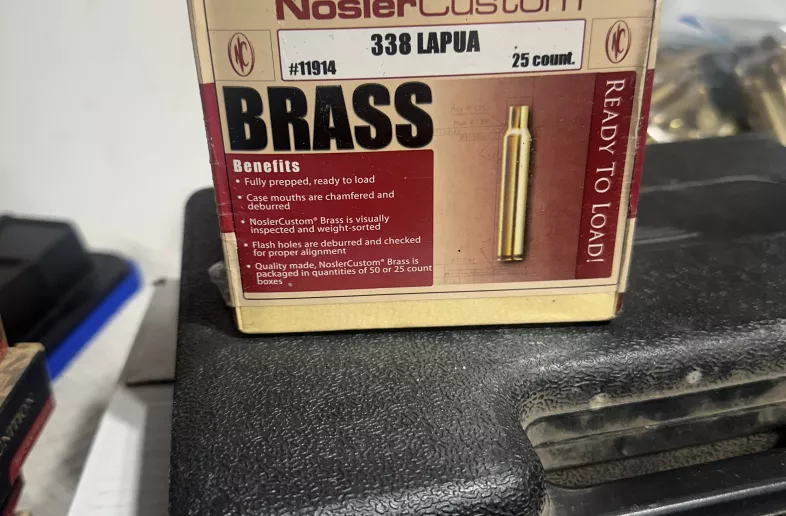 NoslerCustom
NC
338 LAPUA
NC
#11914
25 count.
BRASS
READY TO LOAD!
Benefits
• Fully prepped, ready to load
• Case mouths are chamfered and
deburred
• NoslerCustom® Brass is visually
inspected and weight-sorted
• Flash holes are deburred and checked
for proper alignment
• Quality made, NoslerCustom® Brass is
packaged in quantities of 50 or 25 count
boxes